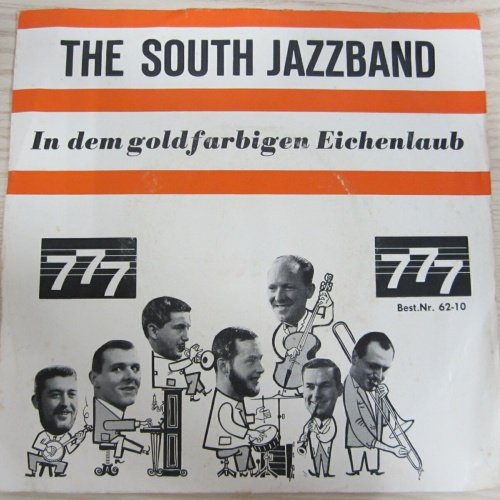 THE SOUTH JAZZBAND
In dem goldfarbigen Eichenlaub
777
777
Best.Nr. 62-10